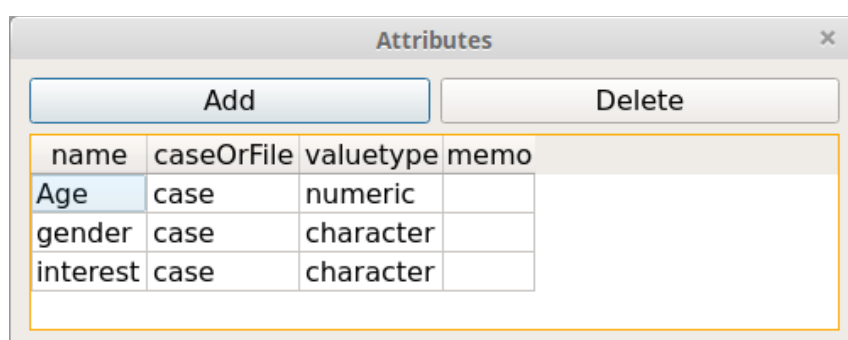 Attributes ×
Add Delete
name caseOrFile valuetype memo
Age case numeric
gender case character
interest case character